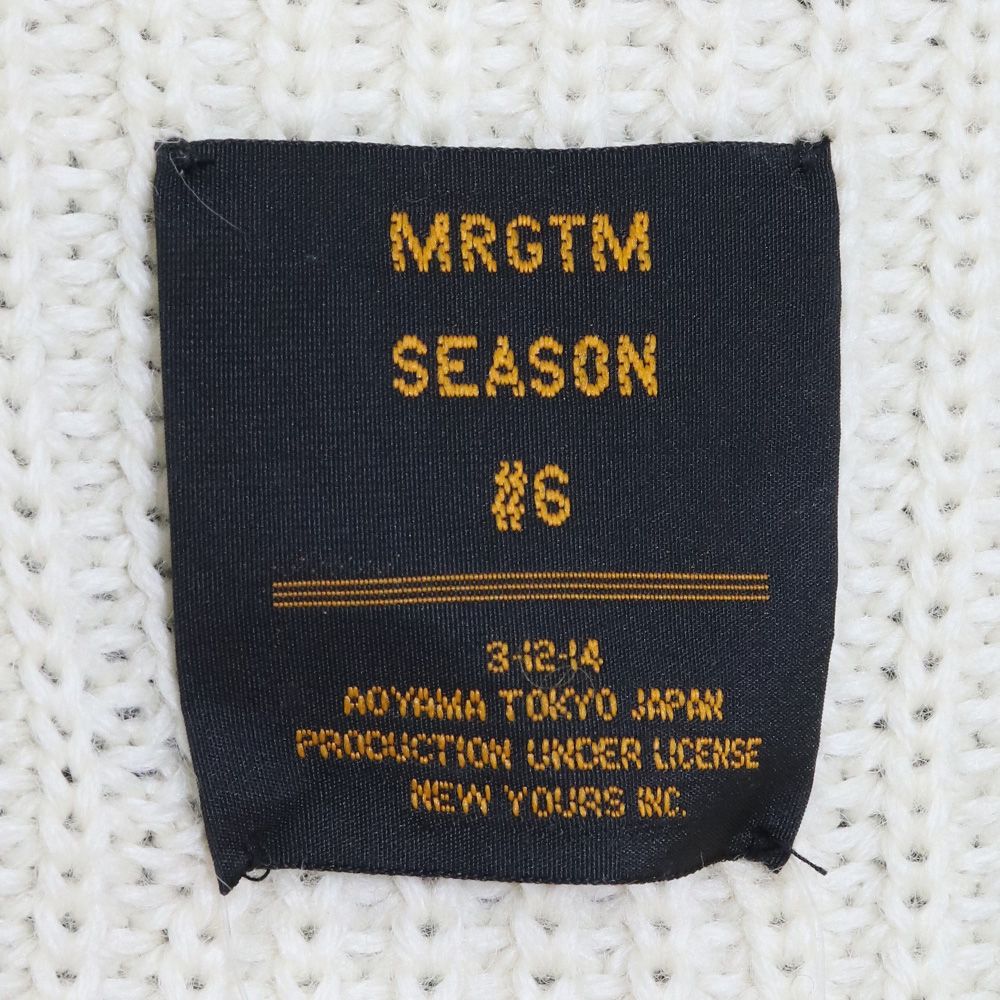 MRGTM
SEASON
#6
3-12-14
AOYAMA TOKYO JAPAN
PRODUCTION UNDER LICENSE
NEW YOURS INC.